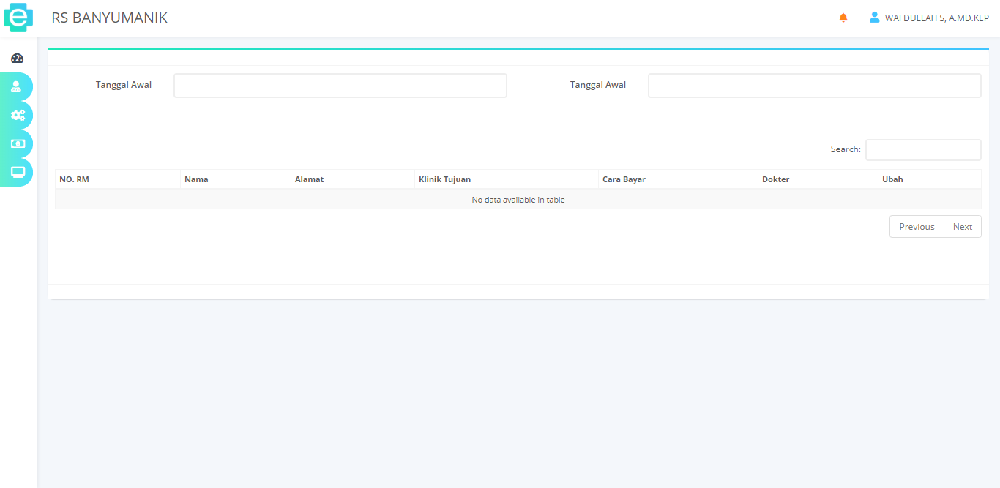 e
RS BANYUMANIK
WAFDULLAH S, A.MD.KEP
Tanggal Awal
Tanggal Awal
Search:
NO. RM Nama Alamat Klinik Tujuan Cara Bayar Dokter Ubah
No data available in table
Previous Next